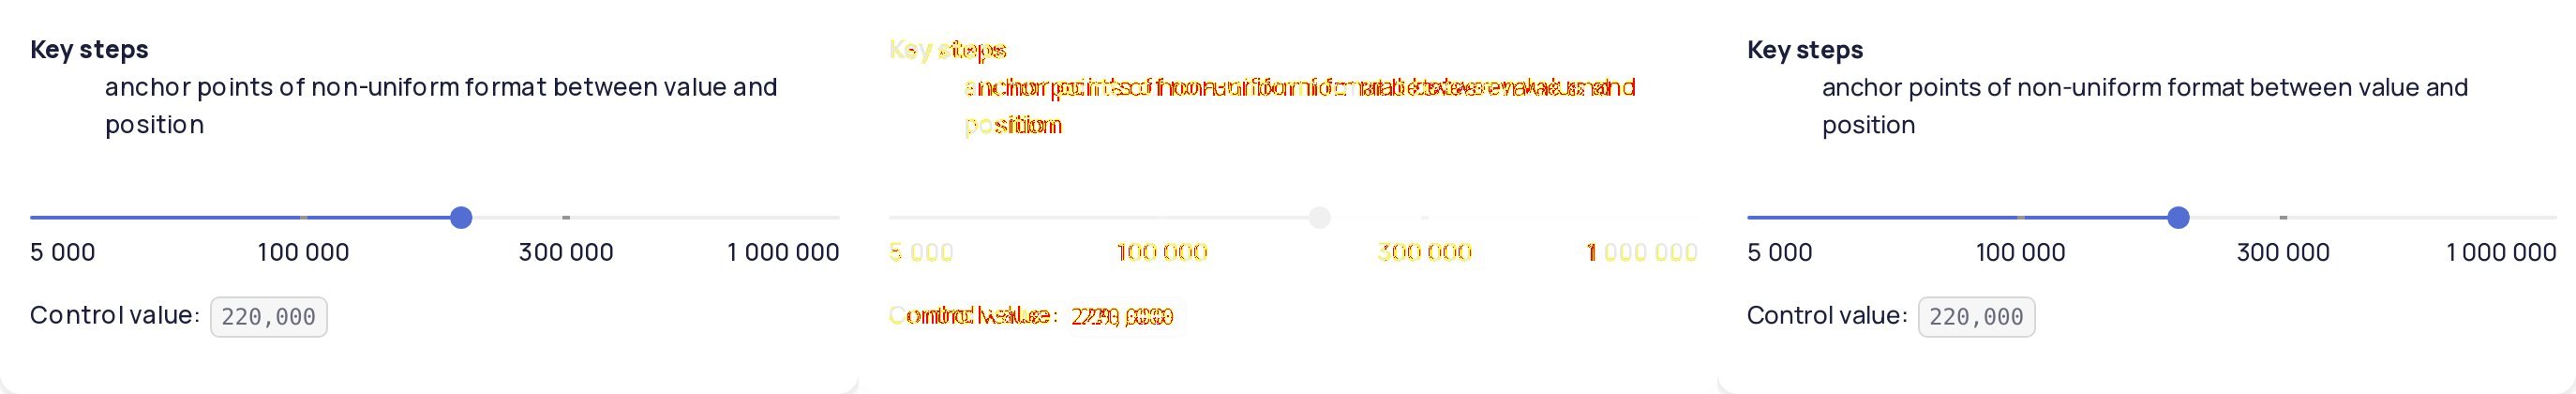 Key steps
anchor points of non-uniform format between value and
position
5 000 100 000 300 000 1 000 000
Control value: 220,000
Key steps
anchor points of non-uniform format between value and
position
5 000 100 000 300 000 1 000 000
Control value:
Key steps
anchor points of non-uniform format between value and
position
5 000 100 000 300 000 1 000 000
Control value: 220,000